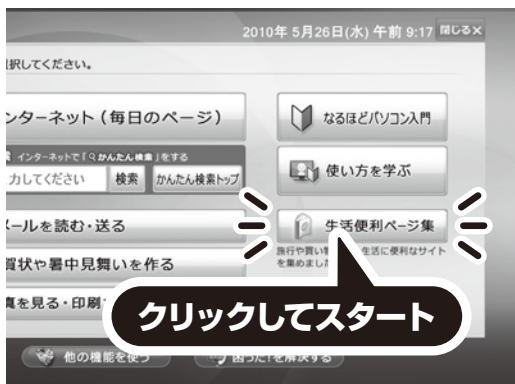 2010年 5月26日(水) 午前 9:17 閉じる×
択してください。
ンターネット(毎日のページ)
なるほどパソコン入門
インターネットで「かんたん検索」をする
力してください 検索 かんたん検索トップ
使い方を学ぶ
メールを読む・送る
生活便利ページ集
旅行や買い 生活に便利なサイト
を集めまし
賀状や暑中見舞いを作る
真を見る・印刷
クリックしてスタート
他の機能を使う 困った!を解決する